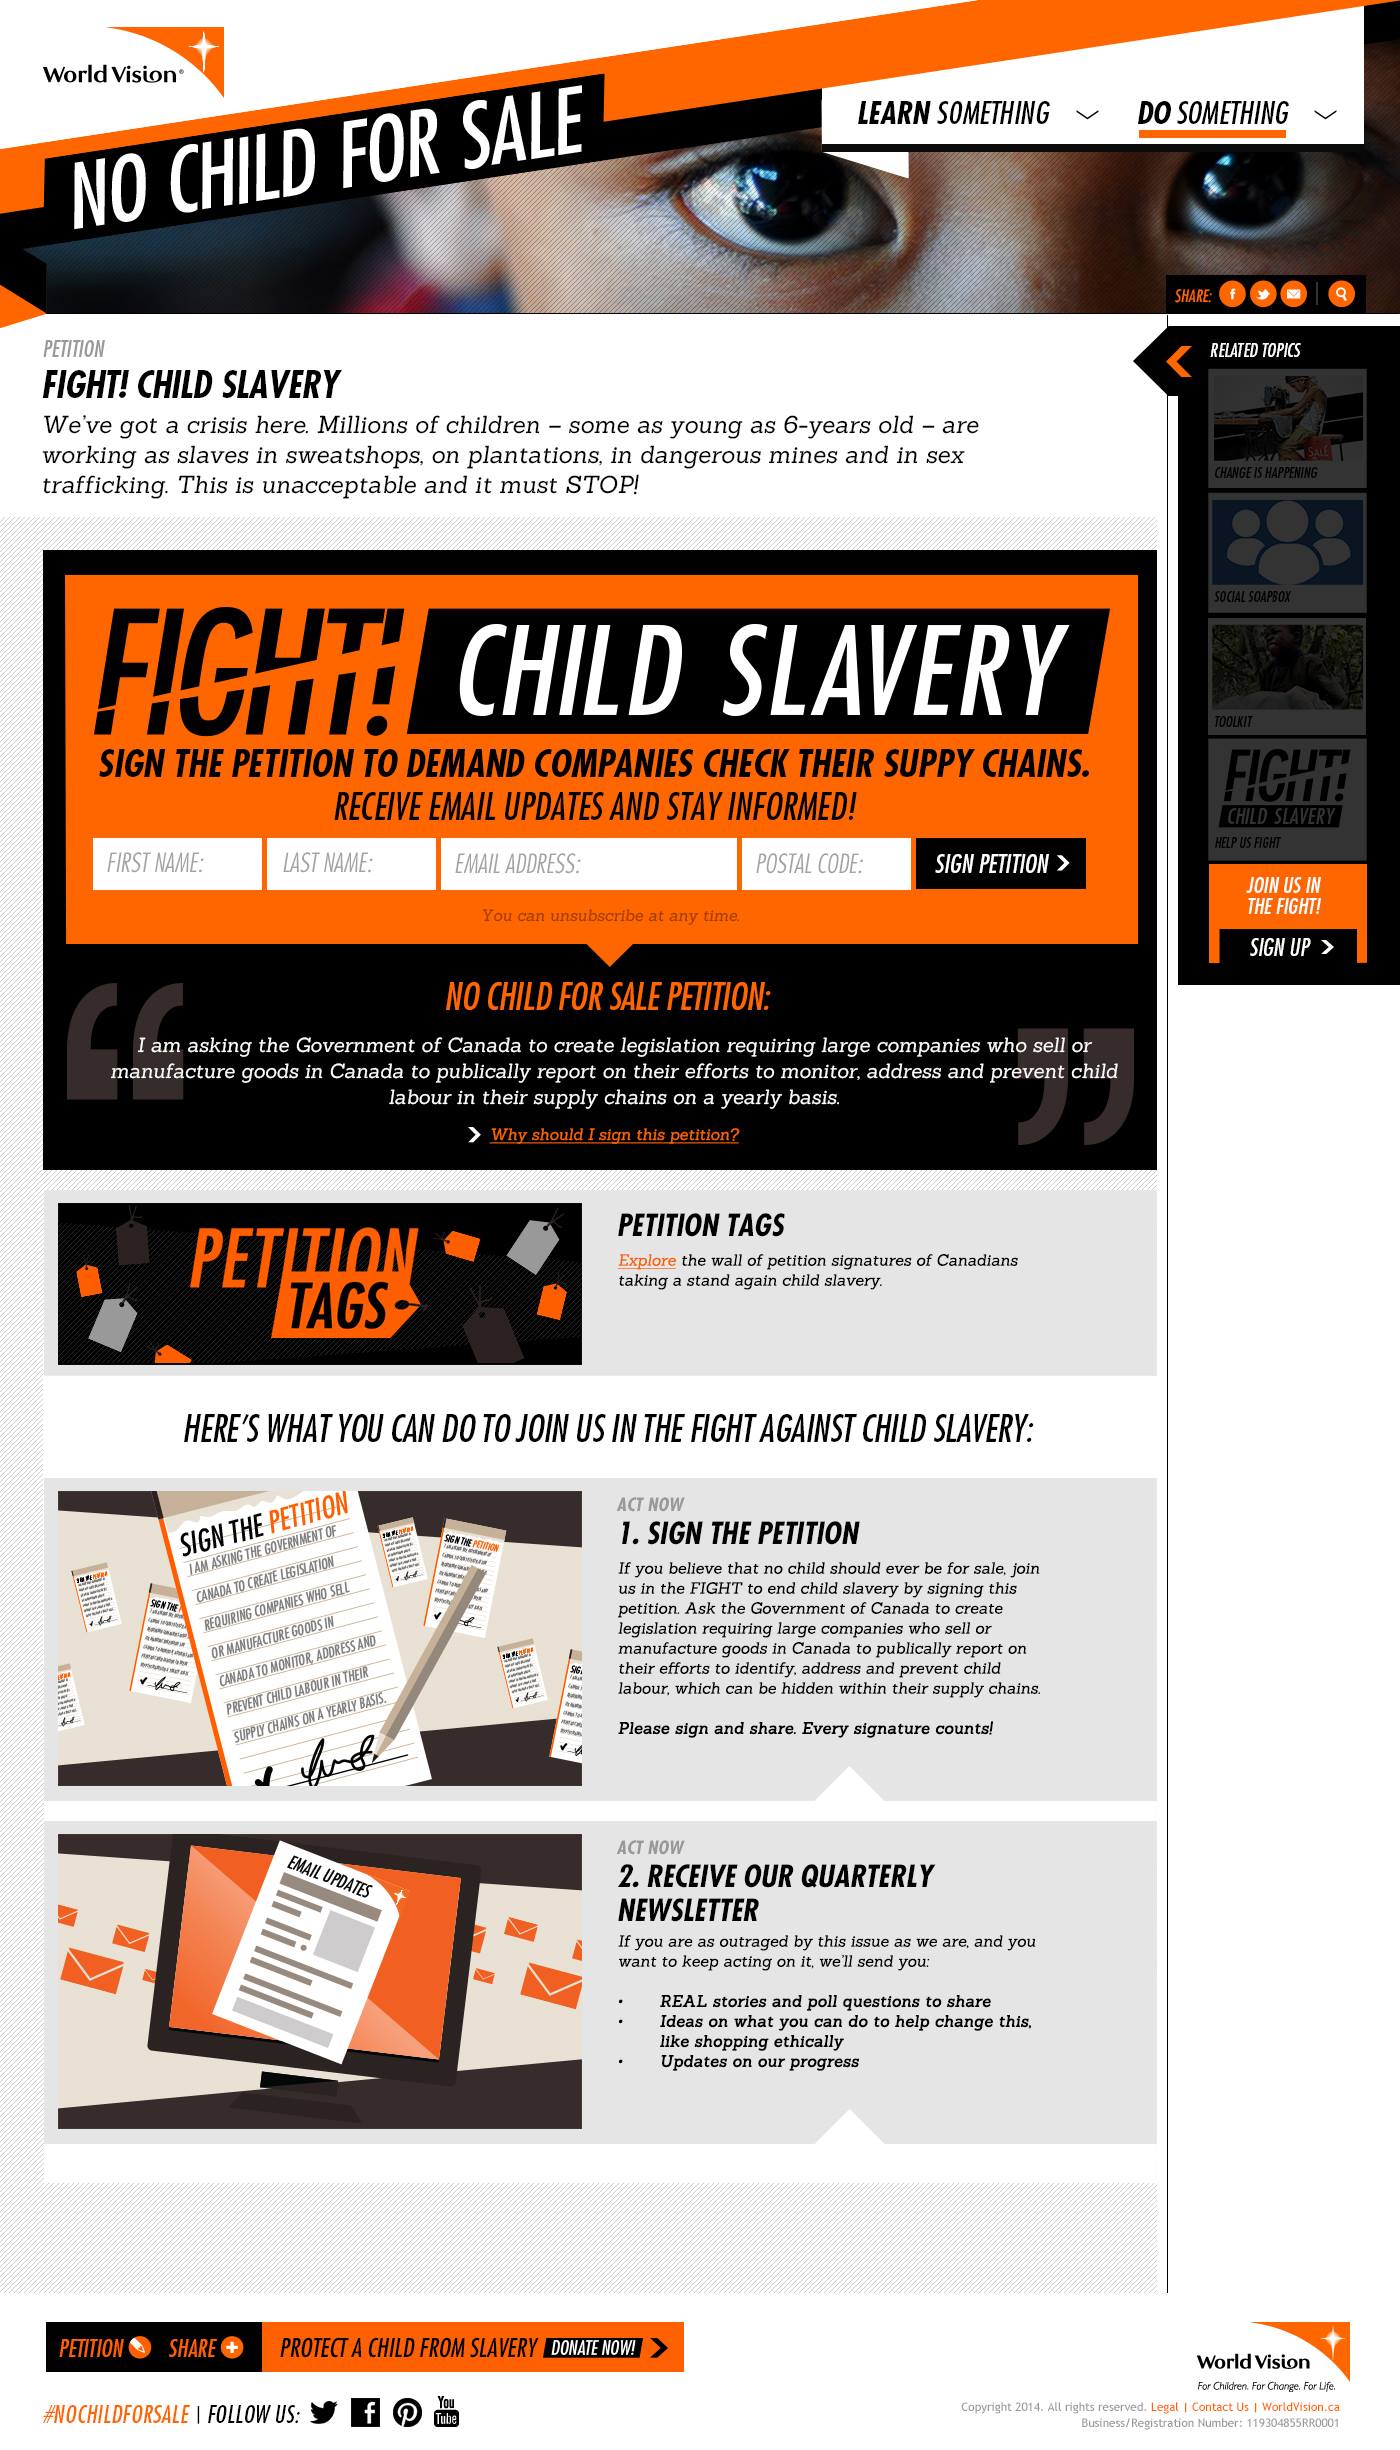 World Vision®
NO CHILD FOR SALE
LEARN SOMETHING
DO SOMETHING
SHARE:
PETITION
FIGHT! CHILD SLAVERY
We've got a crisis here. Millions of children – some as young as 6-years old – are
working as slaves in sweatshops, on plantations, in dangerous mines and in sex
trafficking. This is unacceptable and it must STOP!
RELATED TOPICS
SALE
CHANGE IS HAPPENING
SOCIAL SOAPBOX
TOOLKIT
FIGHT!
CHILD SLAVERY
HELP US FIGHT
JOIN US IN
THE FIGHT!
SIGN UP
FIGHT! CHILD SLAVERY
SIGN THE PETITION TO DEMAND COMPANIES CHECK THEIR SUPPY CHAINS.
RECEIVE EMAIL UPDATES AND STAY INFORMED!
FIRST NAME:
LAST NAME:
EMAIL ADDRESS:
POSTAL CODE:
SIGN PETITION
You can unsubscribe at any time.
NO CHILD FOR SALE PETITION:
I am asking the Government of Canada to create legislation requiring large companies who sell or
manufacture goods in Canada to publically report on their efforts to monitor, address and prevent child
labour in their supply chains on a yearly basis.
Why should I sign this petition?
PETITION
TAGS
PETITION TAGS
Explore the wall of petition signatures of Canadians
taking a stand again child slavery.
HERE'S WHAT YOU CAN DO TO JOIN US IN THE FIGHT AGAINST CHILD SLAVERY:
SIGN THE PETITION
I AM ASKING THE GOVERNMENT OF
CANADA TO CREATE LEGISLATION
REQUIRING COMPANIES WHO SELL
OR MANUFACTURE GOODS IN
CANADA TO MONITOR, ADDRESS AND
PREVENT CHILD LABOUR IN THEIR
SUPPLY CHAINS ON A YEARLY BASIS.
SIGN THE PETITION
ACT NOW
1. SIGN THE PETITION
If you believe that no child should ever be for sale, join
us in the FIGHT to end child slavery by signing this
petition. Ask the Government of Canada to create
legislation requiring large companies who sell or
manufacture goods in Canada to publically report on
their efforts to identify, address and prevent child
labour, which can be hidden within their supply chains.
Please sign and share. Every signature counts!
EMAIL UPDATES
ACT NOW
2. RECEIVE OUR QUARTERLY
NEWSLETTER
If you are as outraged by this issue as we are, and you
want to keep acting on it, we'll send you:
• REAL stories and poll questions to share
• Ideas on what you can do to help change this,
like shopping ethically
• Updates on our progress
PETITION
SHARE
PROTECT A CHILD FROM SLAVERY DONATE NOW!
#NOCHILDFORSALE | FOLLOW US:
You
Tube
World Vision
For Children. For Change. For Life.
Copyright 2014. All rights reserved. Legal | Contact Us | WorldVision.ca
Business/Registration Number: 119304855RR0001